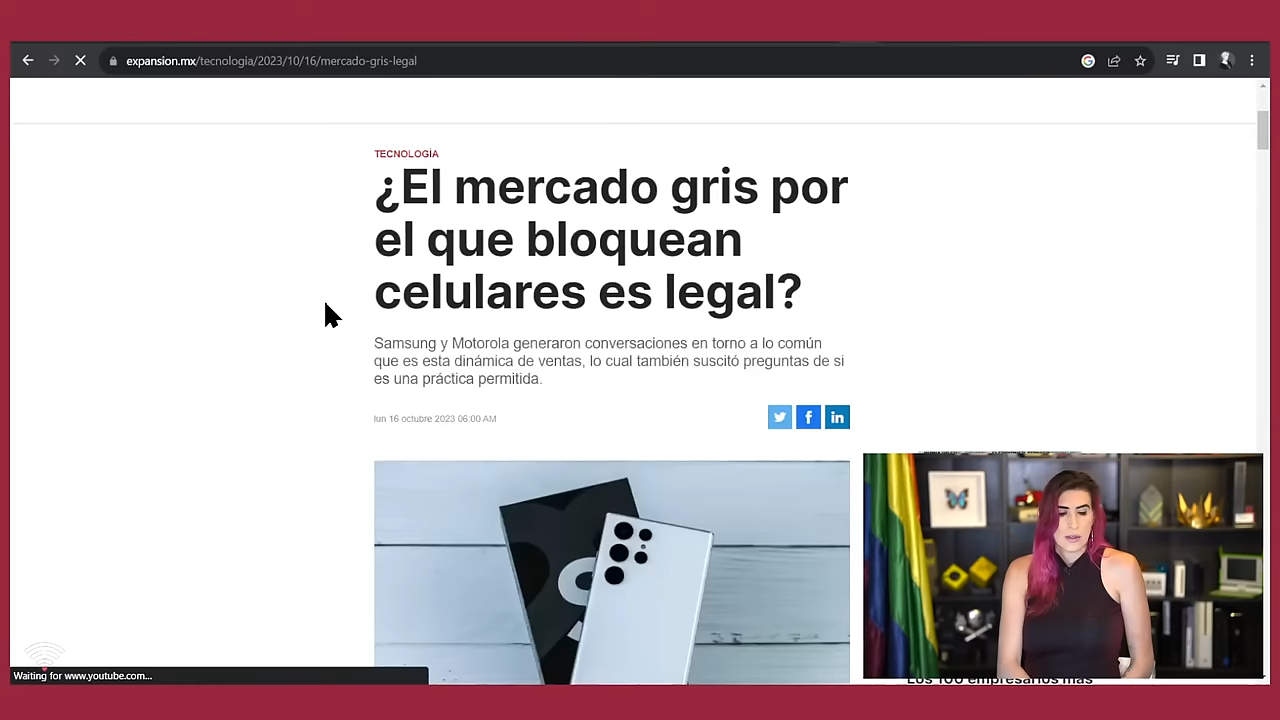 expansion.mx/tecnologia/2023/10/16/mercado-gris-legal
TECNOLOGÍA
¿El mercado gris por
el que bloquean
celulares es legal?
Samsung y Motorola generaron conversaciones en torno a lo común
que es esta dinámica de ventas, lo cual también suscitó preguntas de si
es una práctica permitida.
lun 16 octubre 2023 06:00 AM
Los 100 empresarios más
Waiting for www.youtube.com...